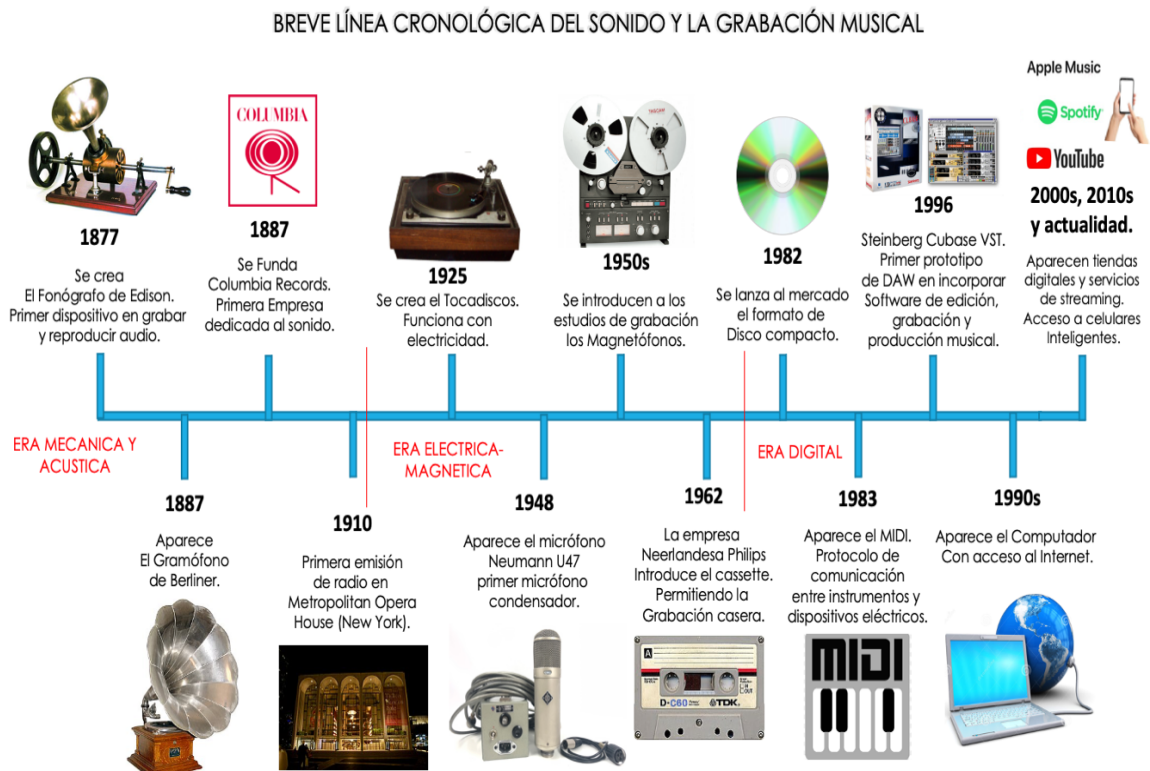 BREVE LÍNEA CRONOLÓGICA DEL SONIDO Y LA GRABACIÓN MUSICAL
1877
Se crea
El Fonógrafo de Edison.
Primer dispositivo en grabar
y reproducir audio.
COLUMBIA
1887
Se Funda
Columbia Records.
Primera Empresa
dedicada al sonido.
1925
Se crea el Tocadiscos.
Funciona con
electricidad.
1950s
Se introducen a los
estudios de grabación
los Magnetófonos.
1982
Se lanza al mercado
el formato de
Disco compacto.
1996
Steinberg Cubase VST.
Primer prototipo
de DAW en incorporar
Software de edición,
grabación y
producción musical.
Apple Music
Spotify
YouTube
2000s, 2010s
y actualidad.
Aparecen tiendas
digitales y servicios
de streaming.
Acceso a celulares
Inteligentes.
ERA MECANICA Y
ACUSTICA
ERA ELECTRICA-
MAGNETICA
ERA DIGITAL
1887
Aparece
El Gramófono
de Berliner.
1910
Primera emisión
de radio en
Metropolitan Opera
House (New York).
1948
Aparece el micrófono
Neumann U47
primer micrófono
condensador.
1962
La empresa
Neerlandesa Philips
Introduce el cassette.
Permitiendo la
Grabación casera.
A
D-C60
TDK
1983
Aparece el MIDI.
Protocolo de
comunicación
entre instrumentos y
dispositivos eléctricos.
MIDI
1990s
Aparece el Computador
Con acceso al Internet.